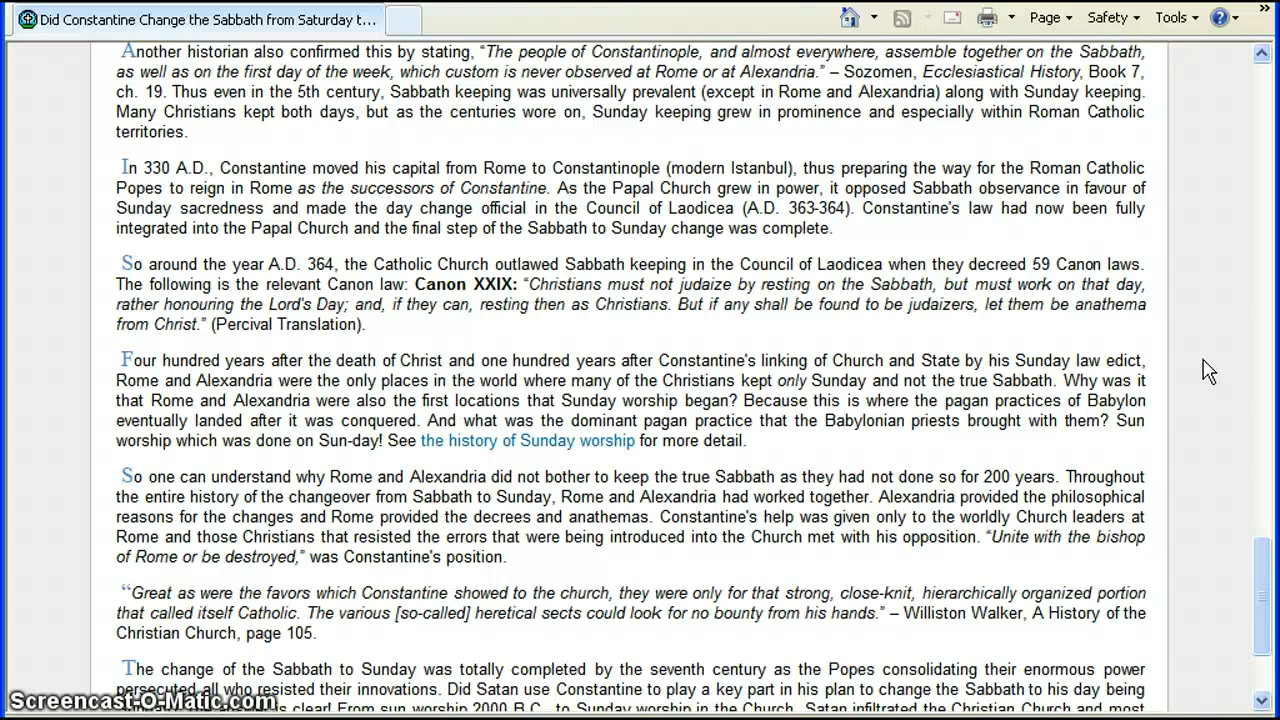 Did Constantine Change the Sabbath from Saturday t...
Page Safety Tools »
Another historian also confirmed this by stating, “The people of Constantinople, and almost everywhere, assemble together on the Sabbath,
as well as on the first day of the week, which custom is never observed at Rome or at Alexandria.” – Sozomen, Ecclesiastical History, Book 7,
ch. 19. Thus even in the 5th century, Sabbath keeping was universally prevalent (except in Rome and Alexandria) along with Sunday keeping.
Many Christians kept both days, but as the centuries wore on, Sunday keeping grew in prominence and especially within Roman Catholic
territories.
In 330 A.D., Constantine moved his capital from Rome to Constantinople (modern Istanbul), thus preparing the way for the Roman Catholic
Popes to reign in Rome as the successors of Constantine. As the Papal Church grew in power, it opposed Sabbath observance in favour of
Sunday sacredness and made the day change official in the Council of Laodicea (A.D. 363-364). Constantine's law had now been fully
integrated into the Papal Church and the final step of the Sabbath to Sunday change was complete.
So around the year A.D. 364, the Catholic Church outlawed Sabbath keeping in the Council of Laodicea when they decreed 59 Canon laws.
The following is the relevant Canon law: Canon XXIX: “Christians must not judaize by resting on the Sabbath, but must work on that day,
rather honouring the Lord's Day; and, if they can, resting then as Christians. But if any shall be found to be judaizers, let them be anathema
from Christ.” (Percival Translation).
Four hundred years after the death of Christ and one hundred years after Constantine's linking of Church and State by his Sunday law edict,
Rome and Alexandria were the only places in the world where many of the Christians kept only Sunday and not the true Sabbath. Why was it
that Rome and Alexandria were also the first locations that Sunday worship began? Because this is where the pagan practices of Babylon
eventually landed after it was conquered. And what was the dominant pagan practice that the Babylonian priests brought with them? Sun
worship which was done on Sun-day! See the history of Sunday worship for more detail.
So one can understand why Rome and Alexandria did not bother to keep the true Sabbath as they had not done so for 200 years. Throughout
the entire history of the changeover from Sabbath to Sunday, Rome and Alexandria had worked together. Alexandria provided the philosophical
reasons for the changes and Rome provided the decrees and anathemas. Constantine's help was given only to the worldly Church leaders at
Rome and those Christians that resisted the errors that were being introduced into the Church met with his opposition. “Unite with the bishop
of Rome or be destroyed,” was Constantine's position.
“Great as were the favors which Constantine showed to the church, they were only for that strong, close-knit, hierarchically organized portion
that called itself Catholic. The various [so-called] heretical sects could look for no bounty from his hands.” – Williston Walker, A History of the
Christian Church, page 105.
The change of the Sabbath to Sunday was totally completed by the seventh century as the Popes consolidating their enormous power
persecuted all who resisted their innovations. Did Satan use Constantine to play a key part in his plan to change the Sabbath to his day being
is clear! From sun worship 2000 B.C. to Sunday worship in the Church, Satan infiltrated the Christian Church and most
Screencast-O-Matic.com